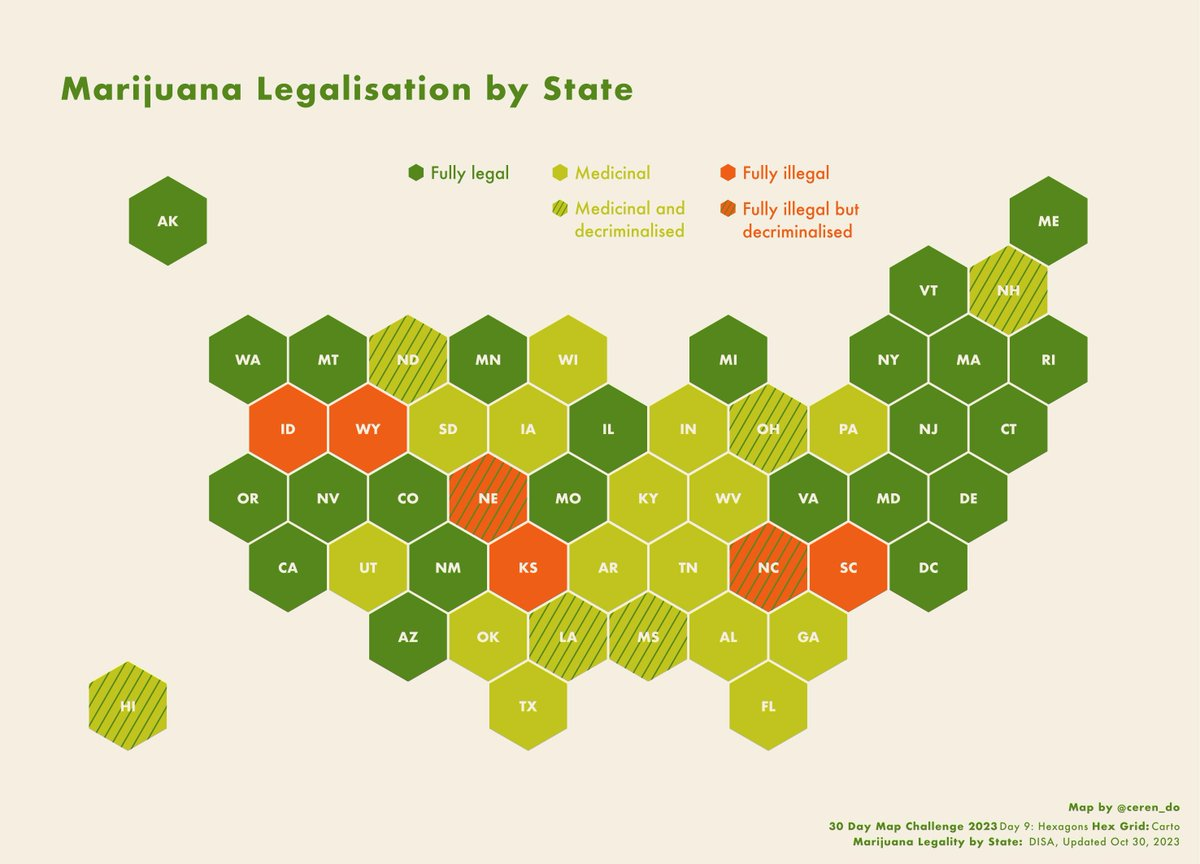 Marijuana Legalisation by State
Fully legal
Medicinal
Fully illegal
Medicinal and
decriminalised
Fully illegal but
decriminalised
AK
ME
VT
NH
WA
MT
ND
MN
WI
MI
NY
MA
RI
ID
WY
SD
IA
IL
IN
OH
PA
NJ
CT
OR
NV
CO
NE
MO
KY
WV
VA
MD
DE
CA
UT
NM
KS
AR
TN
NC
SC
DC
AZ
OK
LA
MS
AL
GA
HI
TX
FL
Map by @ceren_do
30 Day Map Challenge 2023 Day 9: Hexagons Hex Grid: Carto
Marijuana Legality by State: DISA, Updated Oct 30, 2023